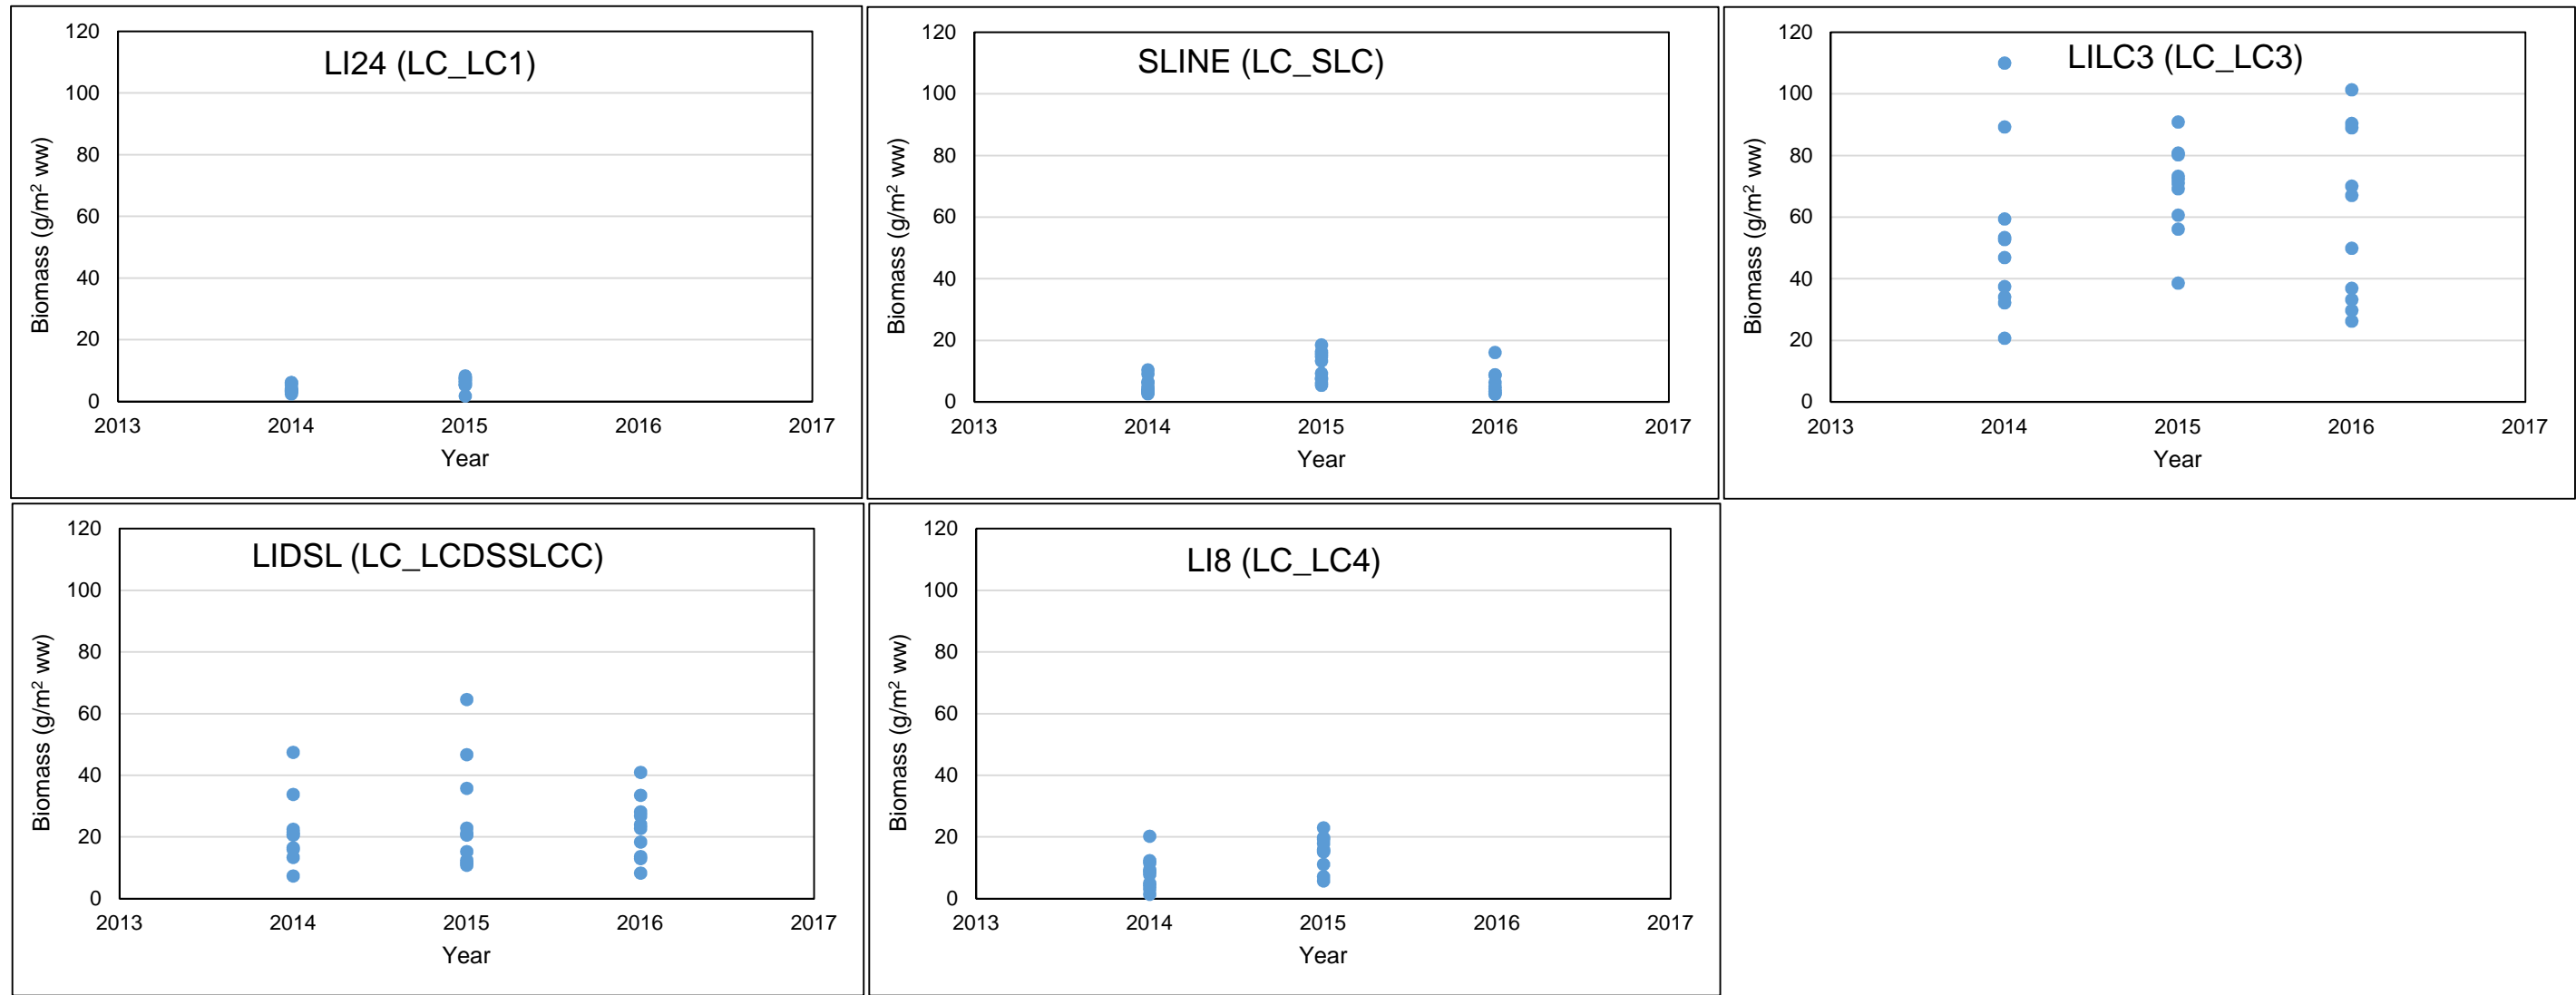 LI24 (LC_LC1)
120
100
80
60
40
20
0
Biomass (g/m² ww)
2013 2014 2015 2016 2017
Year
SLINE (LC_SLC)
120
100
80
60
40
20
0
Biomass (g/m² ww)
2013 2014 2015 2016 2017
Year
LILC3 (LC_LC3)
120
100
80
60
40
20
0
Biomass (g/m² ww)
2013 2014 2015 2016 2017
Year
LIDSL (LC_LCDSSLCC)
120
100
80
60
40
20
0
Biomass (g/m² ww)
2013 2014 2015 2016 2017
Year
LI8 (LC_LC4)
120
100
80
60
40
20
0
Biomass (g/m² ww)
2013 2014 2015 2016 2017
Year